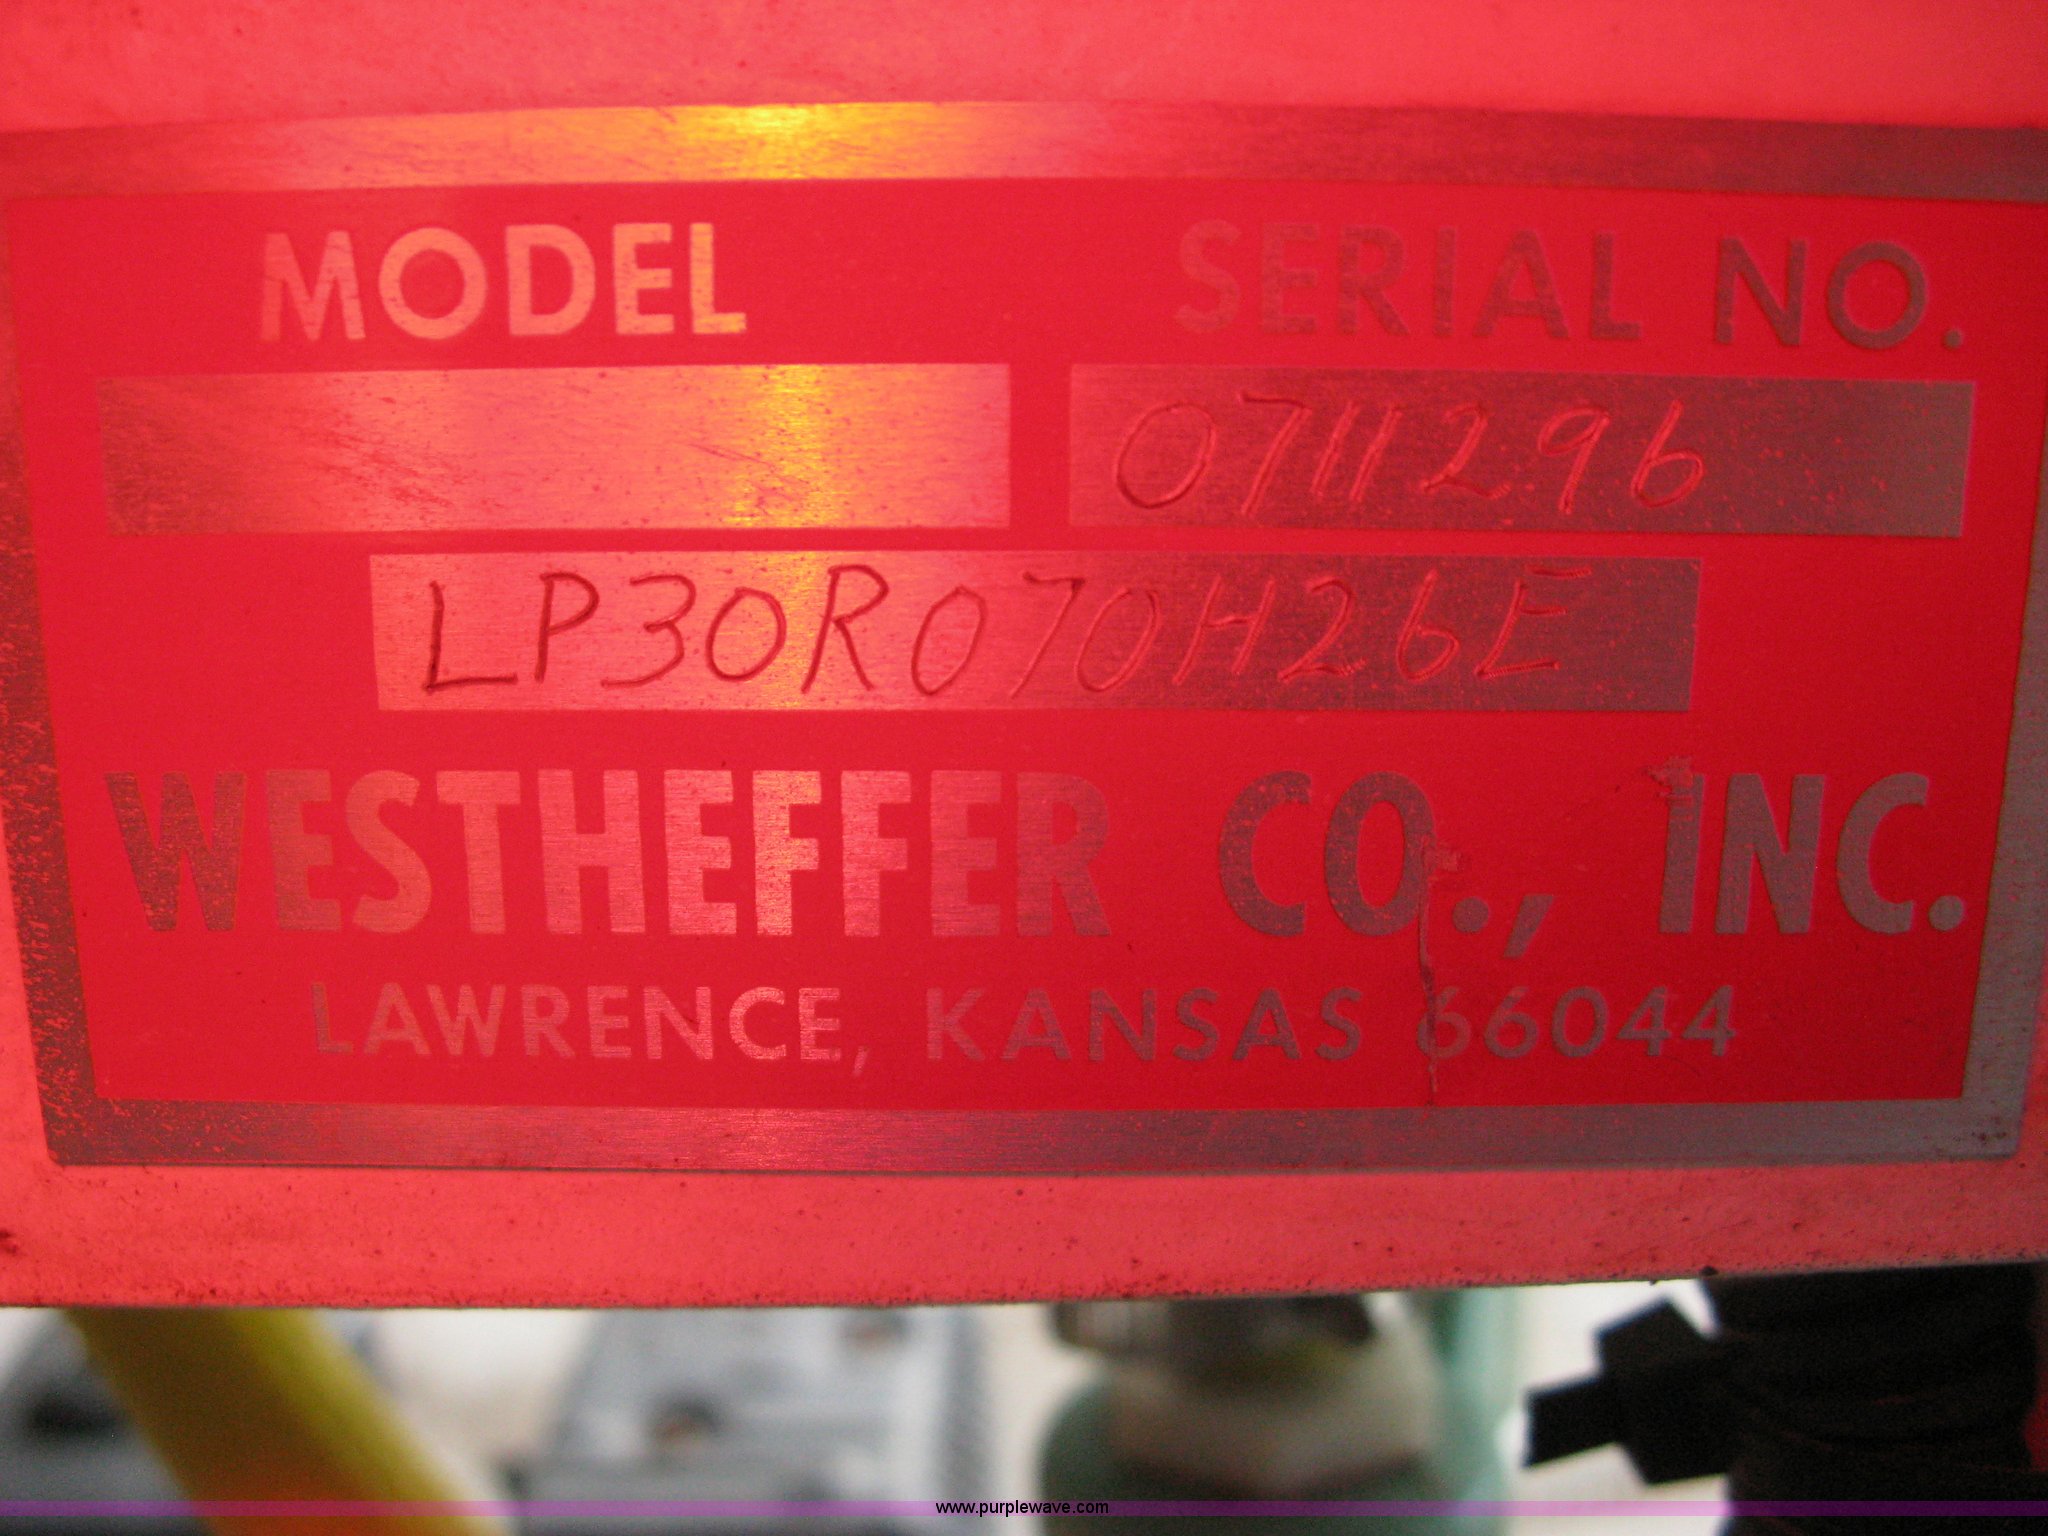 MODEL SERIAL NO.
0711296
LP30R070H26E
WESTHEFFER CO., INC.
LAWRENCE, KANSAS 66044
www.purplewave.com